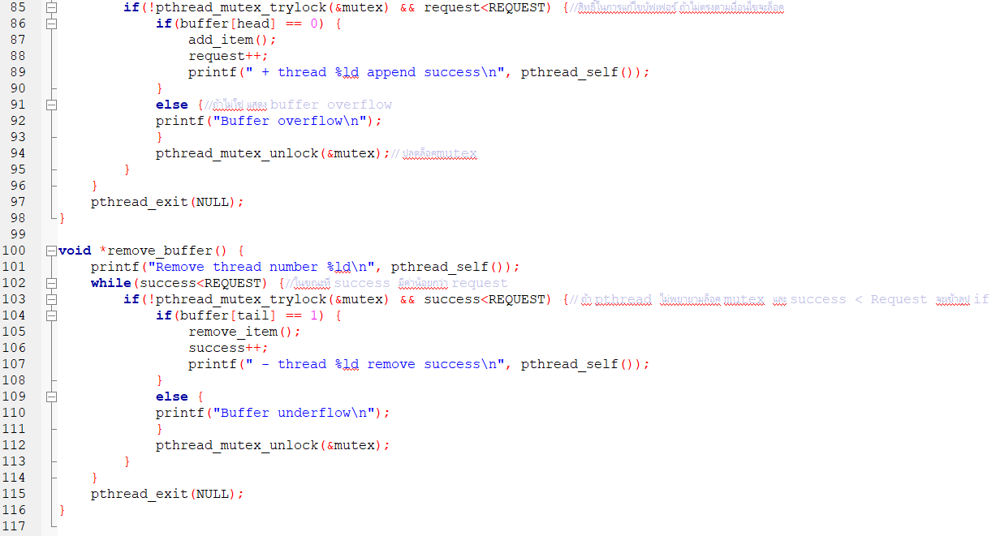 85 if(!pthread_mutex_trylock(&mutex) && request<REQUEST) {//สิทธิ์ในการแก้ไขบัฟเฟอร์ ถ้าไม่ตรงตามเงื่อนไขจะล็อค
86 if(buffer[head] == 0) {
87 add_item();
88 request++;
89 printf(" + thread %ld append success\n", pthread_self());
90 }
91 else {//ถ้าไม่ใช่ แสดง buffer overflow
92 printf("Buffer overflow\n");
93 }
94 pthread_mutex_unlock(&mutex);// ปลดล็อคmutex
95 }
96 }
97 pthread_exit(NULL);
98 }
99
100 void *remove_buffer() {
101 printf("Remove thread number %ld\n", pthread_self());
102 while(success<REQUEST) {//ในขณะที่ success มีค่าน้อยกว่า request
103 if(!pthread_mutex_trylock(&mutex) && success<REQUEST) {// ถ้า pthread ไม่พยายามล็อค mutex และ success < Request จะเข้าลูป if
104 if(buffer[tail] == 1) {
105 remove_item();
106 success++;
107 printf(" - thread %ld remove success\n", pthread_self());
108 }
109 else {
110 printf("Buffer underflow\n");
111 }
112 pthread_mutex_unlock(&mutex);
113 }
114 }
115 pthread_exit(NULL);
116 }
117